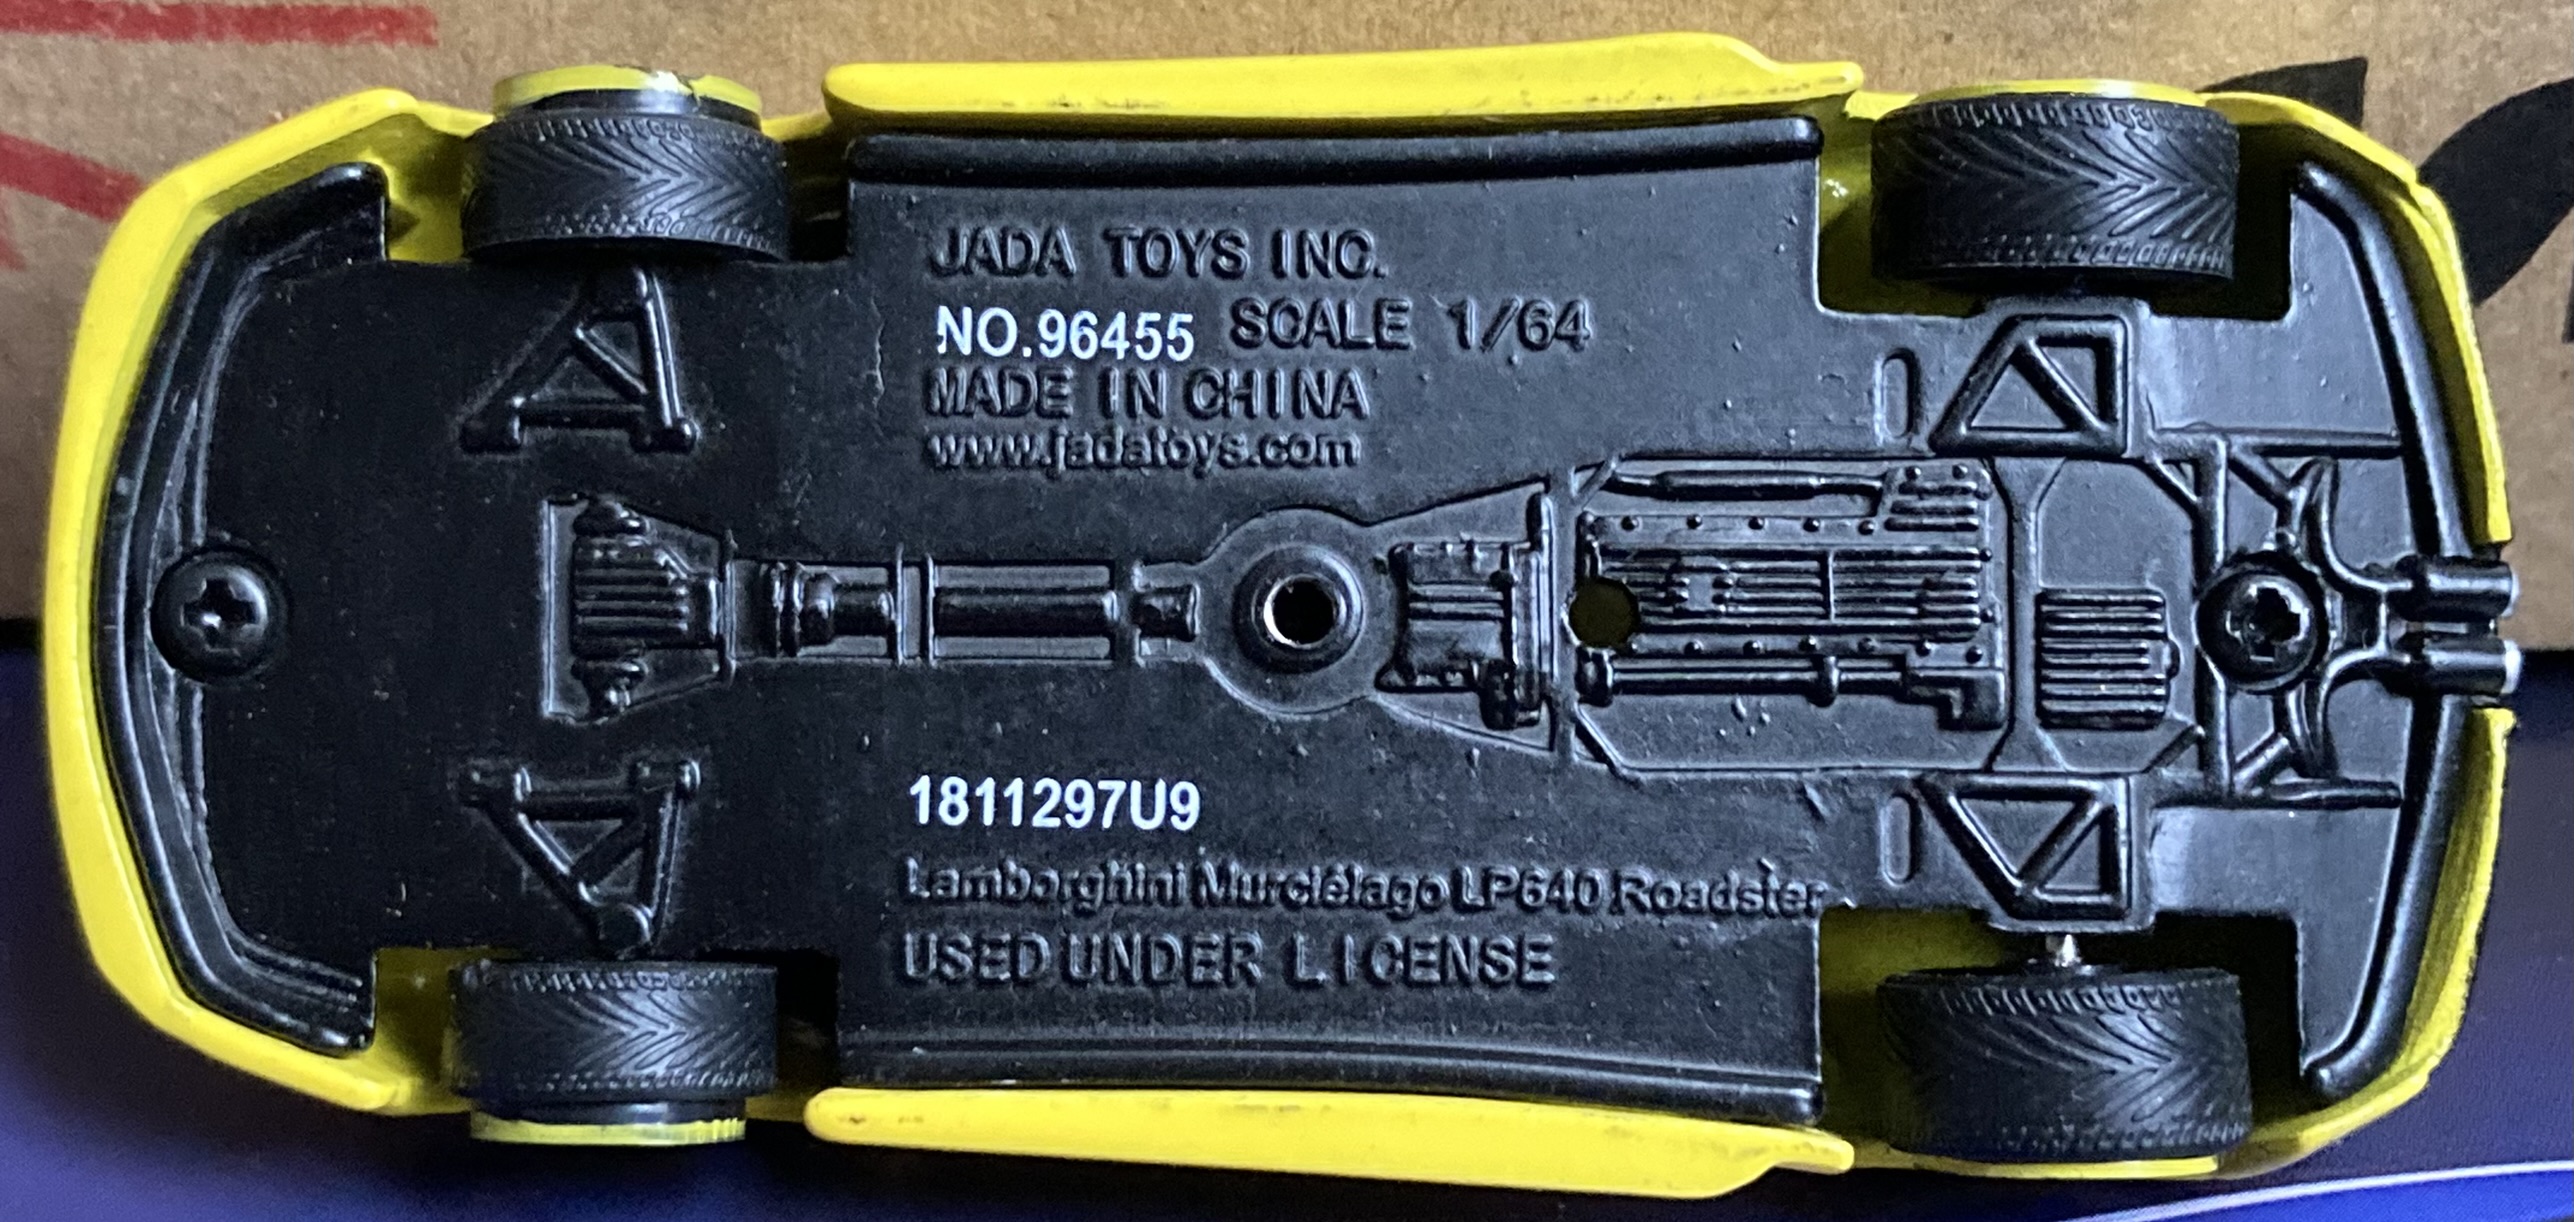 JADA TOYS INC.
NO.96455 SCALE 1/64
MADE IN CHINA
www.jadatoys.com
1811297U9
Lamborghini Murciélago LP640 Roadster
USED UNDER LICENSE